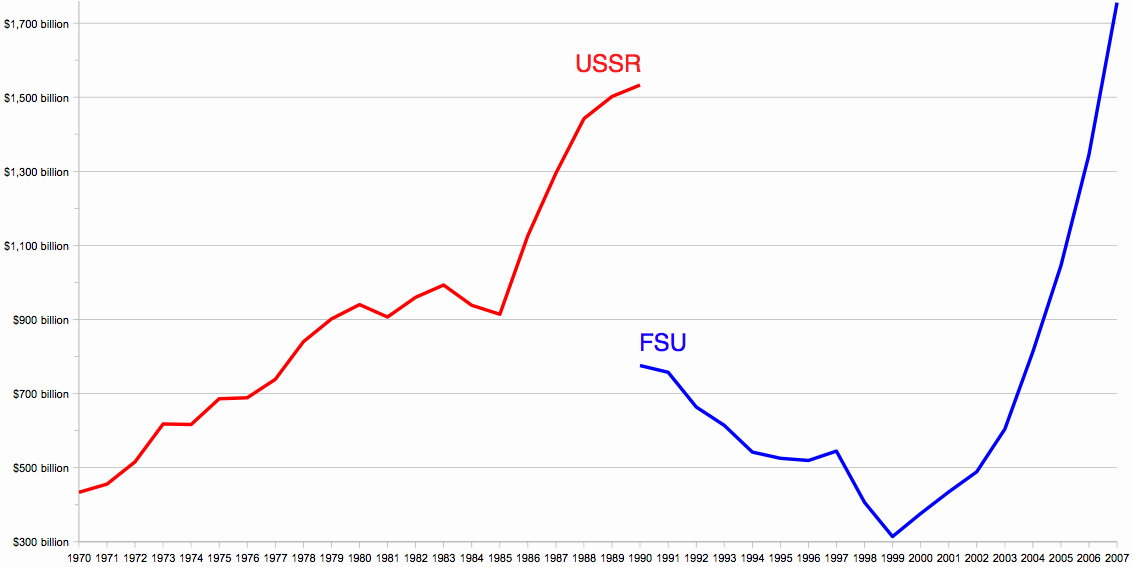 $1,700 billion
USSR
$1,500 billion
$1,300 billion
$1,100 billion
$900 billion
FSU
$700 billion
$500 billion
$300 billion
1970 1971 1972 1973 1974 1975 1976 1977 1978 1979 1980 1981 1982 1983 1984 1985 1986 1987 1988 1989 1990 1991 1992 1993 1994 1995 1996 1997 1998 1999 2000 2001 2002 2003 2004 2005 2006 2007